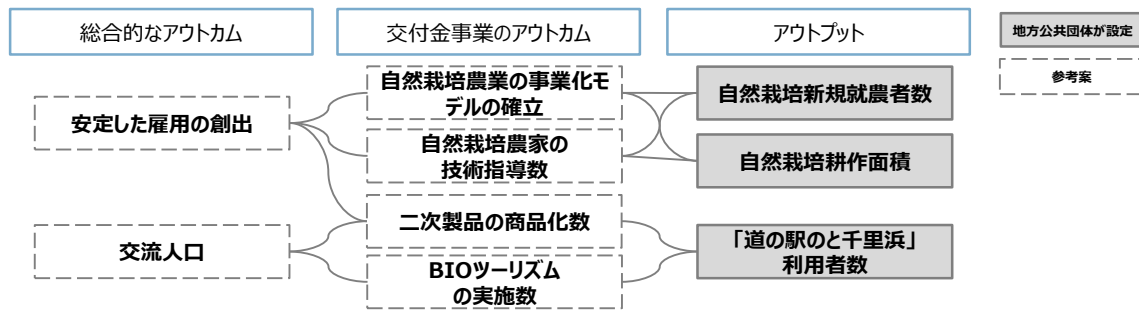 総合的なアウトカム
交付金事業のアウトカム
アウトプット
地方公共団体が設定
参考案
安定した雇用の創出
交流人口
自然栽培農業の事業化モ
デルの確立
自然栽培農家の
技術指導数
二次製品の商品化数
BIOツーリズム
の実施数
自然栽培新規就農者数
自然栽培耕作面積
「道の駅のと千里浜」
利用者数